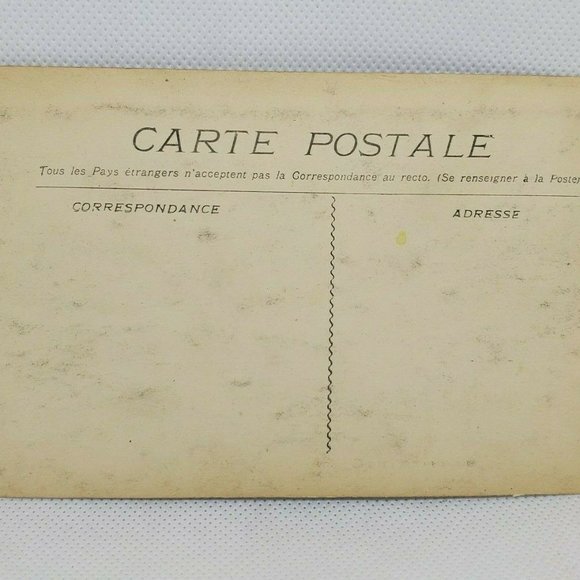 CARTE POSTALE
Tous les Pays étrangers n'acceptent pas la Correspondance au recto. (Se renseigner à la Poste)
CORRESPONDANCE
ADRESSE